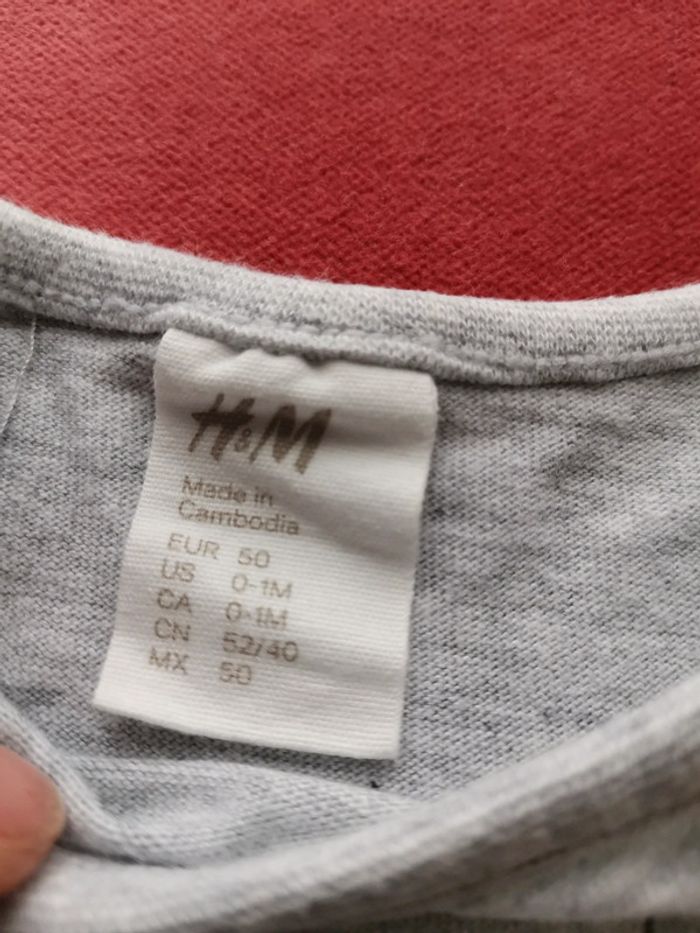 H&M
Made in
Cambodia
EUR 50
US 0-1M
CA 0-1M
CN 52/40
MX 50